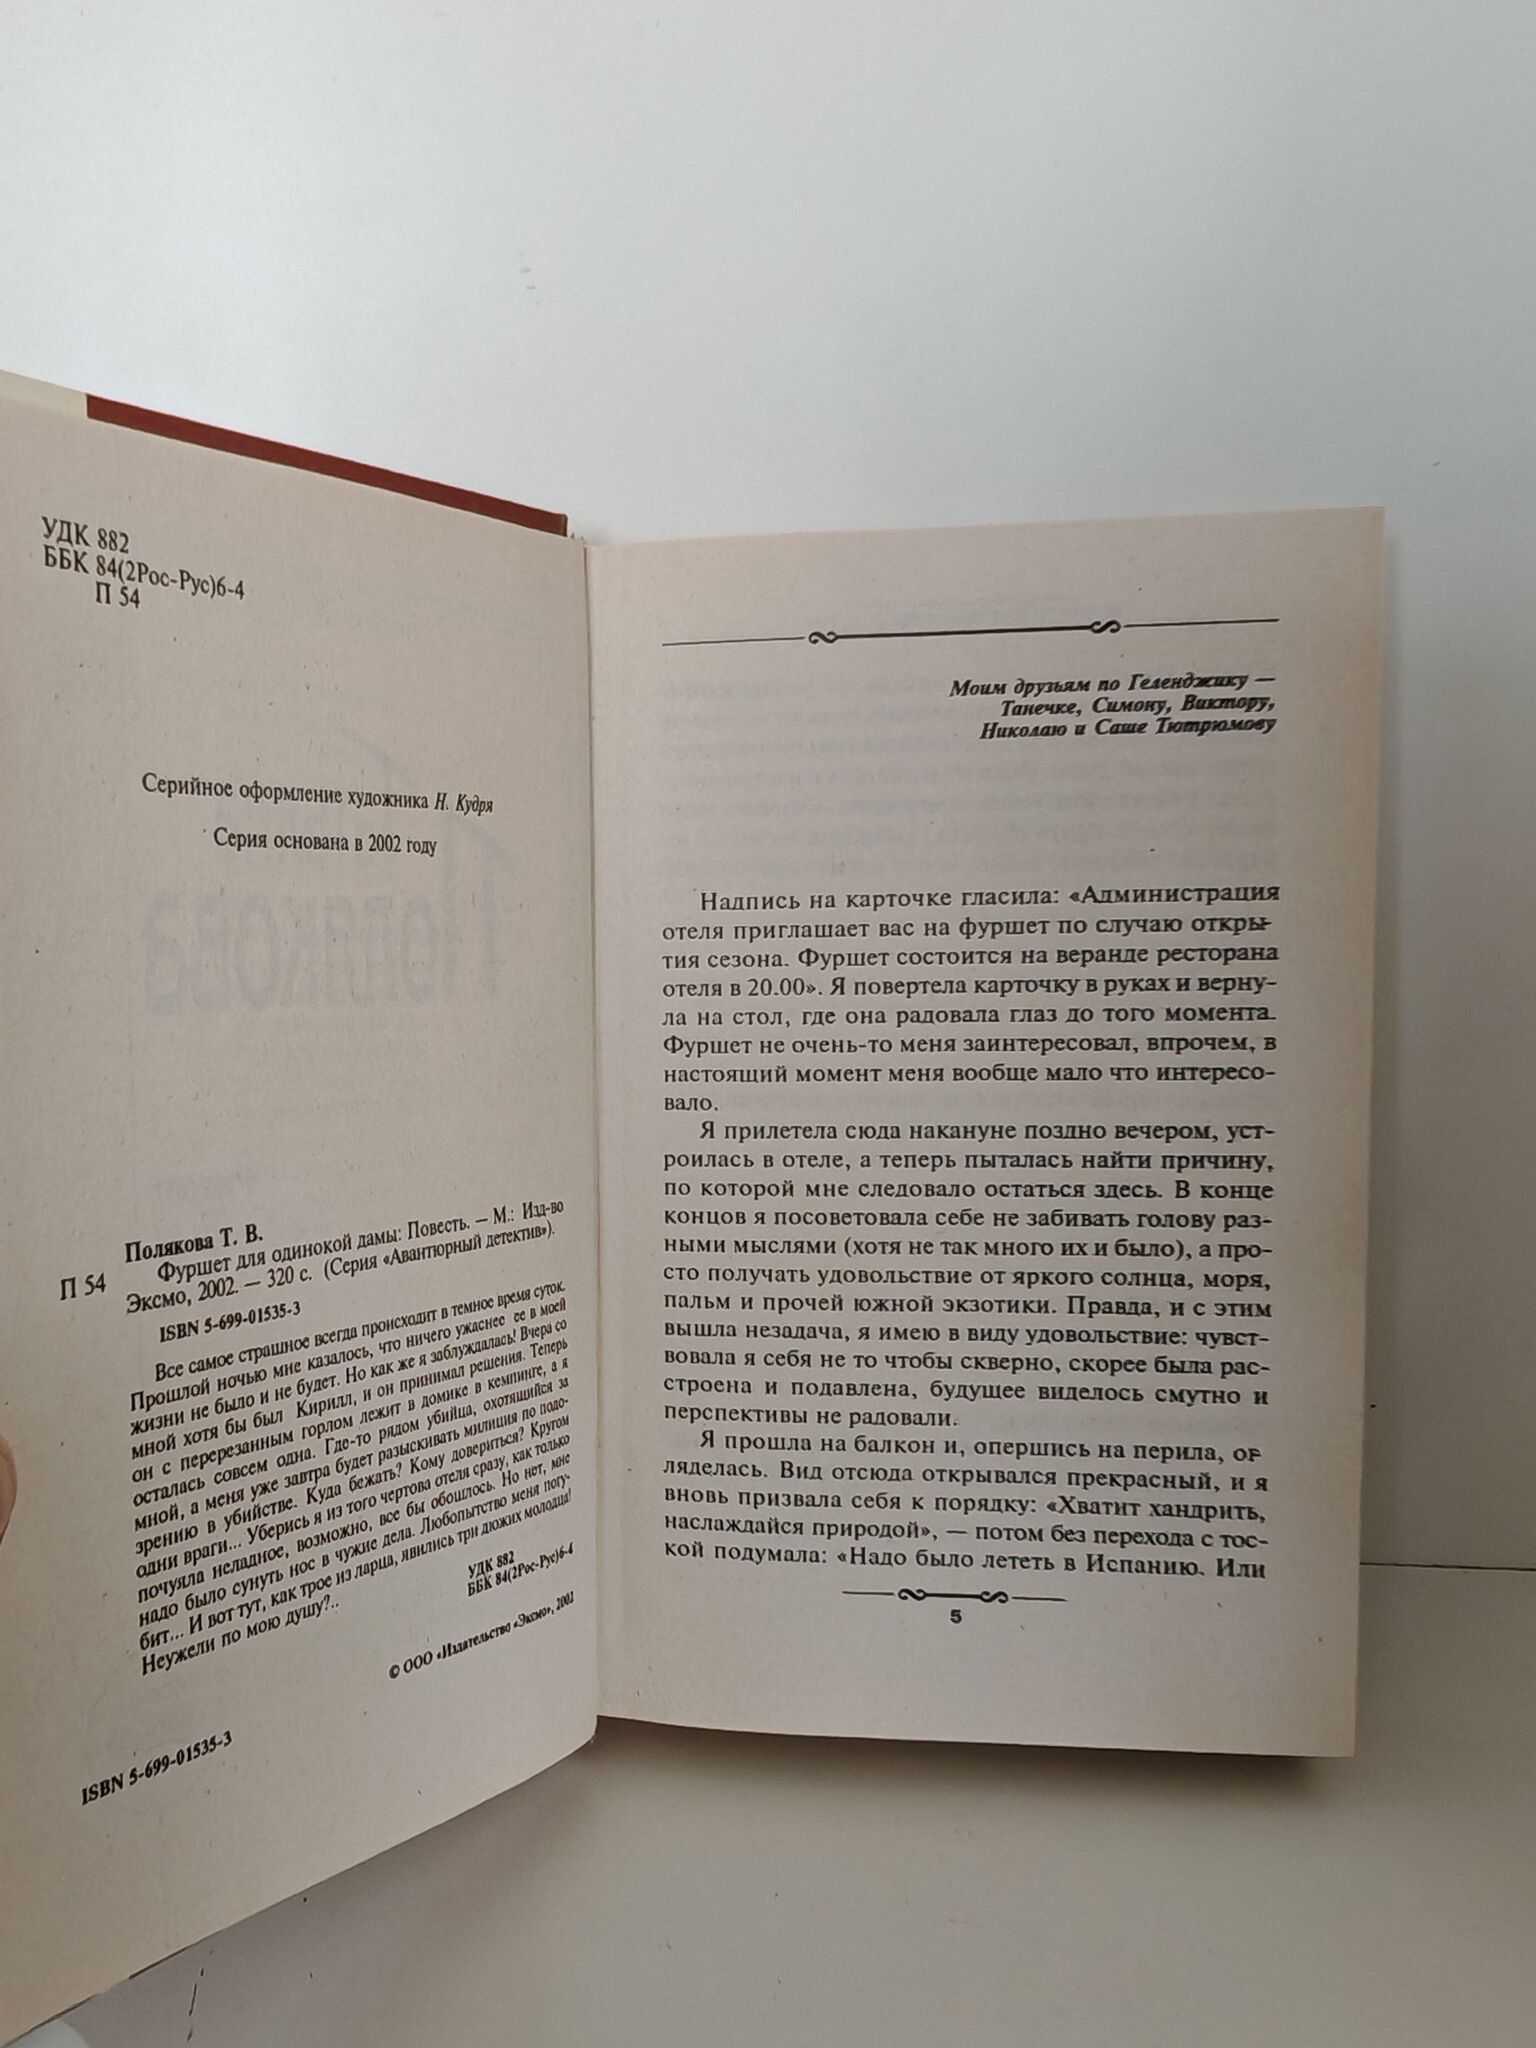 УДК 882
ББК 84(2Рос-Рус)6-4
П 54
Серийное оформление художника Н. Кудря
Серия основана в 2002 году
Полякова Т. В.
П 54
Фуршет для одинокой дамы: Повесть. — М.: Изд-во
Эксмо, 2002. — 320 с. (Серия «Авантюрный детектив»).
ISBN 5-699-01535-3
Все самое страшное всегда происходит в темное время суток.
Прошлой ночью мне казалось, что ничего ужаснее ее в моей
жизни не было и не будет. Но как же я заблуждалась! Вчера со
мной хотя бы был Кирилл, и он принимал решения. Теперь
он с перерезанным горлом лежит в домике в кемпинге, а я
осталась совсем одна. Где-то рядом убийца, охотящийся за
мной, а меня уже завтра будет разыскивать милиция по подо-
зрению в убийстве. Куда бежать? Кому довериться? Кругом
одни враги... Уберись я из того чертова отеля сразу, как только
почуяла неладное, возможно, все бы обошлось. Но нет, мне
надо было сунуть нос в чужие дела. Любопытство меня погу-
бит... И вот тут, как трое из ларца, явились три дюжих молодца!
Неужели по мою душу?..
УДК 882
ББК 84(2Рос-Рус)6-4
© ООО «Издательство «Эксмо», 2002
ISBN 5-699-01535-3
Моим друзьям по Геленджику —
Танечке, Симону, Виктору,
Николаю и Саше Тютрюмову
Надпись на карточке гласила: «Администрация
отеля приглашает вас на фуршет по случаю откры-
тия сезона. Фуршет состоится на веранде ресторана
отеля в 20.00». Я повертела карточку в руках и верну-
ла на стол, где она радовала глаз до того момента.
Фуршет не очень-то меня заинтересовал, впрочем, в
настоящий момент меня вообще мало что интересо-
вало.
Я прилетела сюда накануне поздно вечером, уст-
роилась в отеле, а теперь пыталась найти причину,
по которой мне следовало остаться здесь. В конце
концов я посоветовала себе не забивать голову раз-
ными мыслями (хотя не так много их и было), а про-
сто получать удовольствие от яркого солнца, моря,
пальм и прочей южной экзотики. Правда, и с этим
вышла незадача, я имею в виду удовольствие: чувст-
вовала я себя не то чтобы скверно, скорее была рас-
строена и подавлена, будущее виделось смутно и
перспективы не радовали.
Я прошла на балкон и, опершись на перила, ог-
ляделась. Вид отсюда открывался прекрасный, и я
вновь призвала себя к порядку: «Хватит хандрить,
наслаждайся природой», — потом без перехода с тос-
кой подумала: «Надо было лететь в Испанию. Или
5